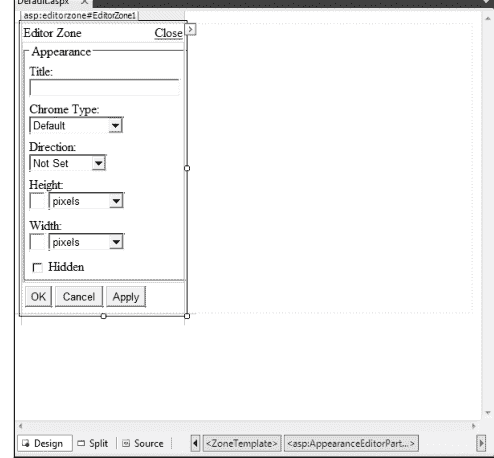 Default.aspx ×
asp:editorzone#EditorZone1
Editor Zone Close
Appearance
Title:
Chrome Type:
Default
Direction:
Not Set
Height:
pixels
Width:
pixels
Hidden
OK Cancel Apply
Design Split Source <ZoneTemplate> <asp:AppearanceEditorPart...>